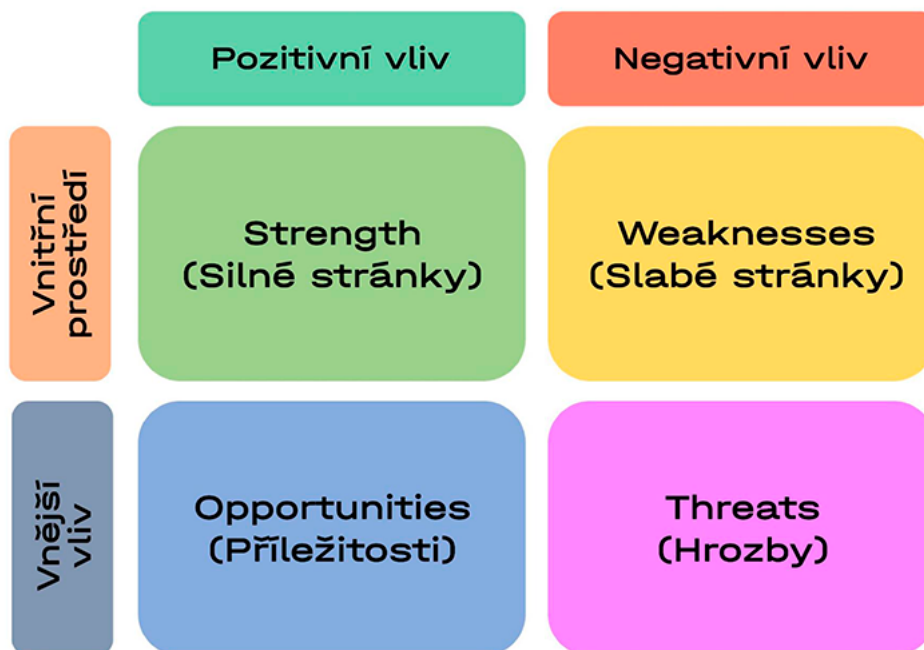 Pozitivní vliv
Negativní vliv
Vnitřní
prostředí
Strength
(Silné stránky)
Weaknesses
(Slabé stránky)
Vnější
vliv
Opportunities
(Příležitosti)
Threats
(Hrozby)